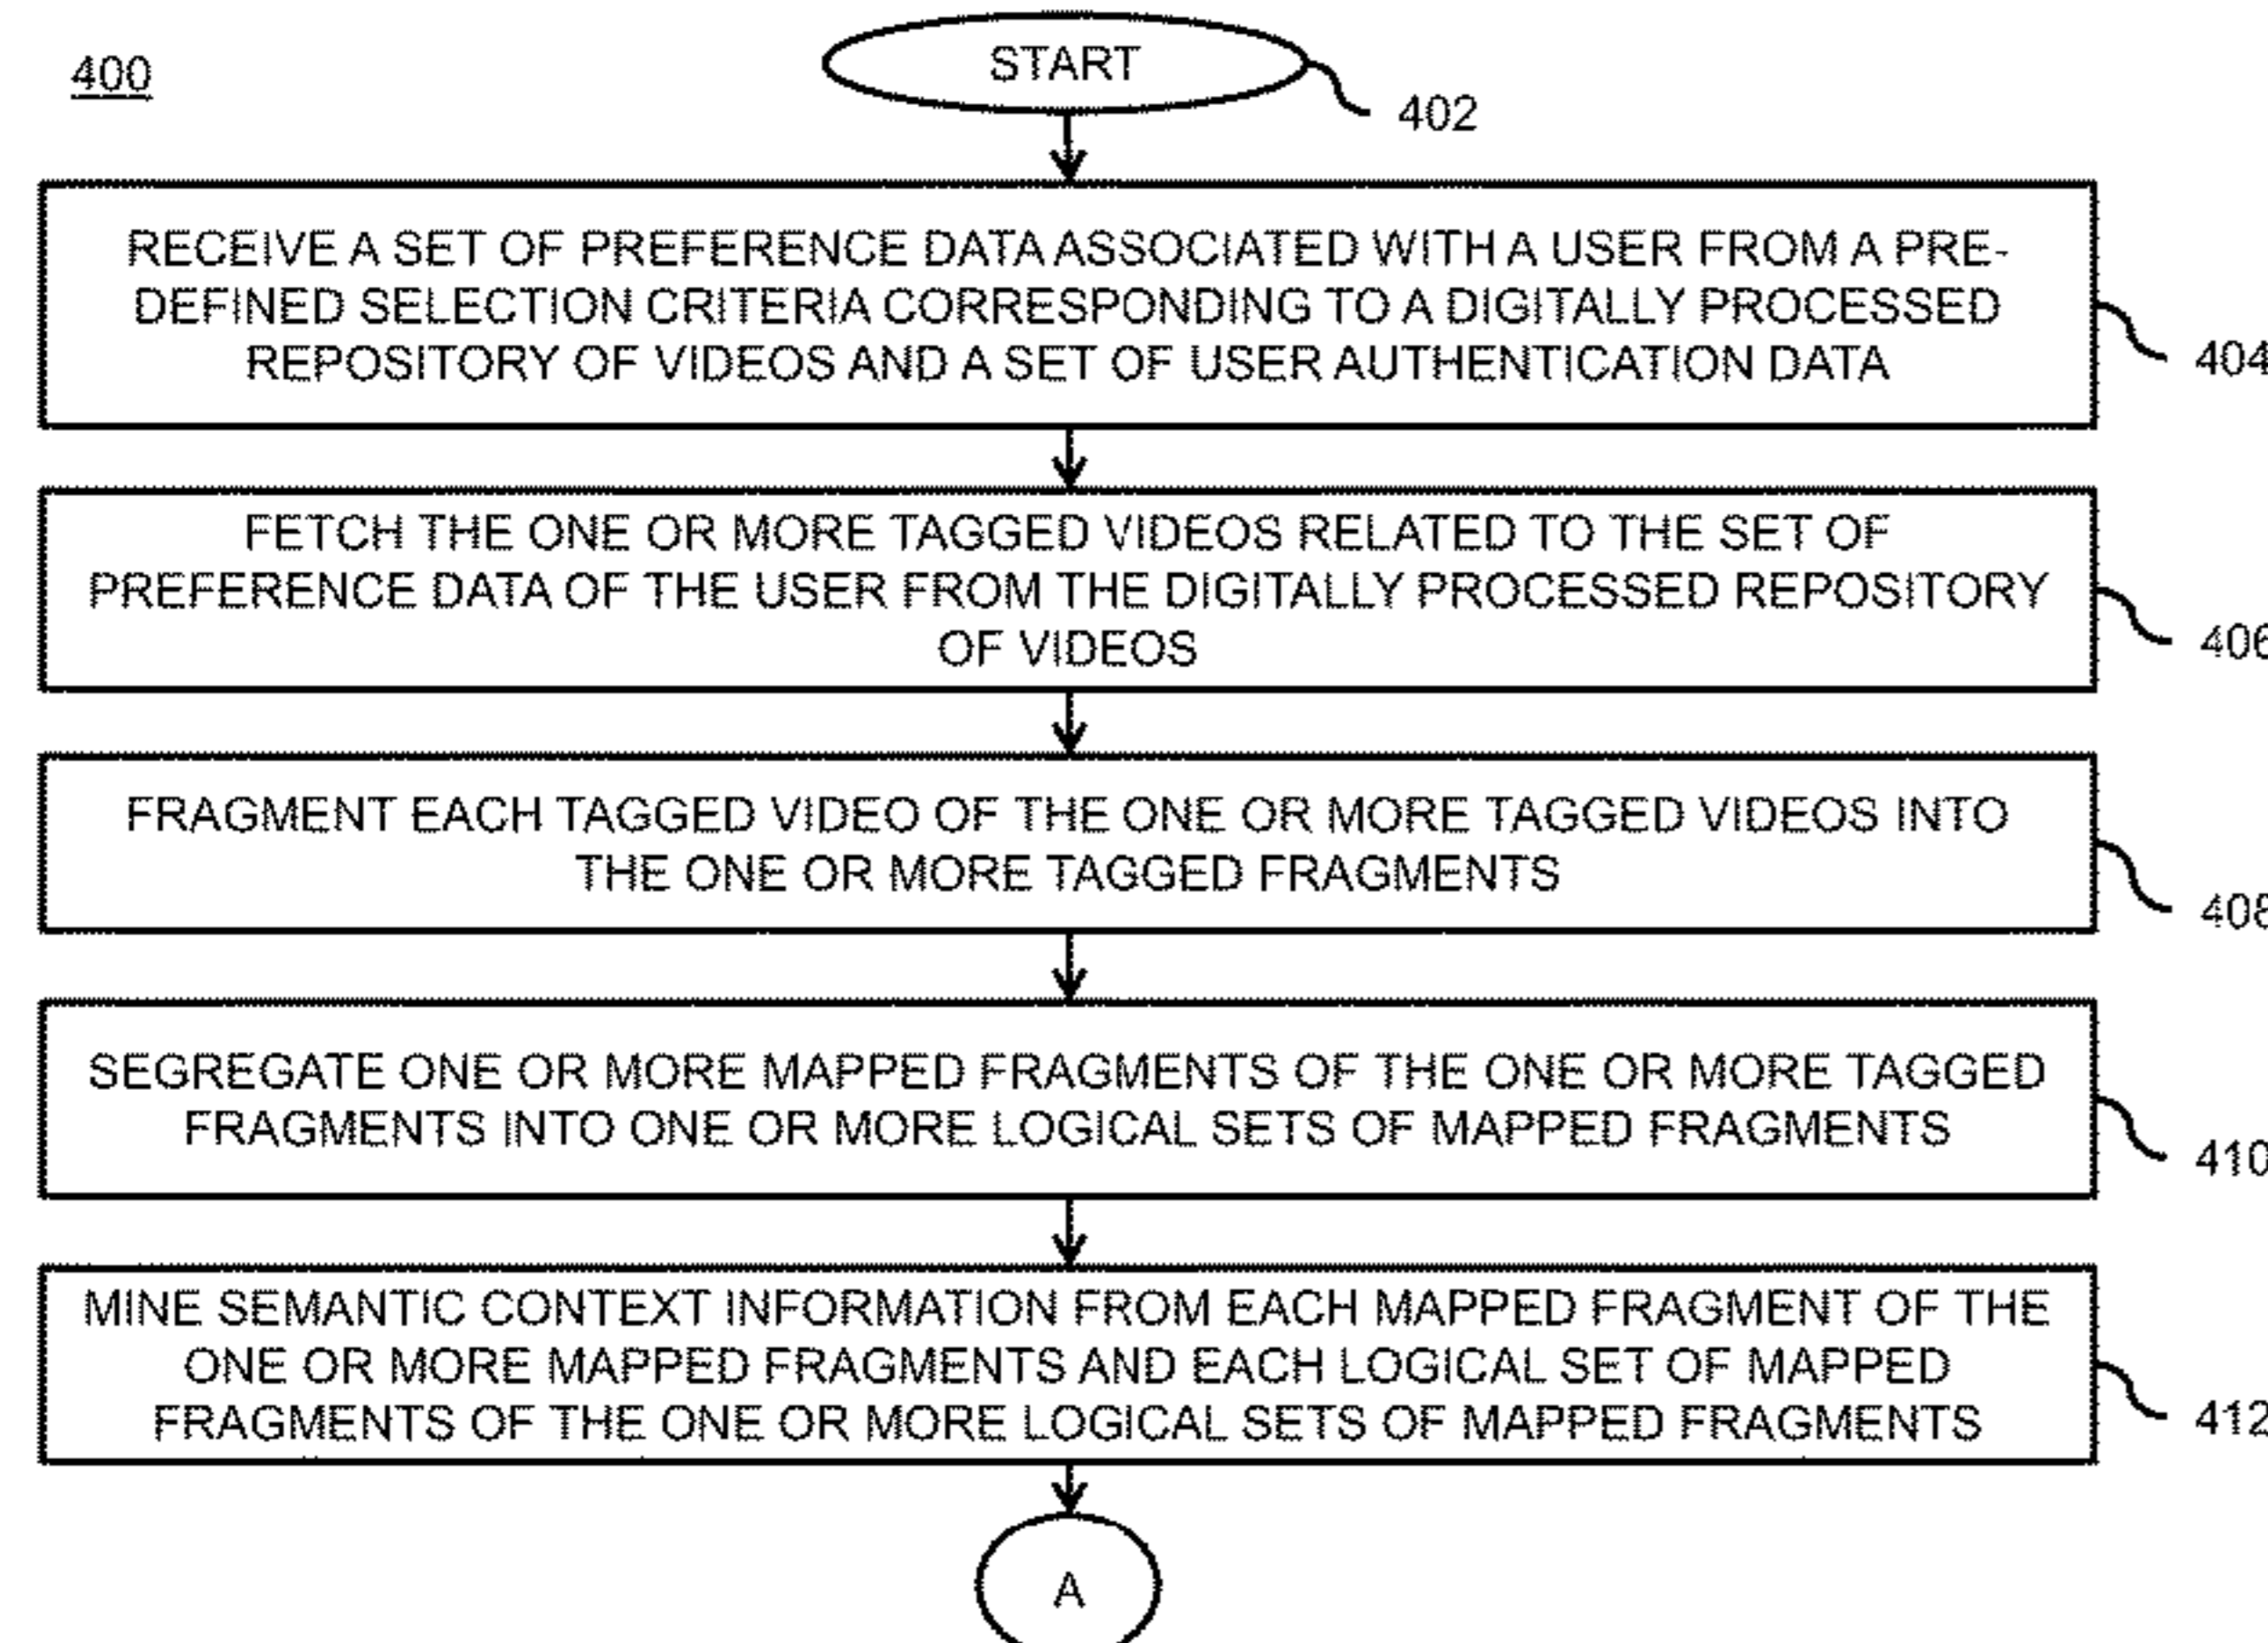 400
START
402
RECEIVE A SET OF PREFERENCE DATA ASSOCIATED WITH A USER FROM A PRE-
DEFINED SELECTION CRITERIA CORRESPONDING TO A DIGITALLY PROCESSED
REPOSITORY OF VIDEOS AND A SET OF USER AUTHENTICATION DATA
404
FETCH THE ONE OR MORE TAGGED VIDEOS RELATED TO THE SET OF
PREFERENCE DATA OF THE USER FROM THE DIGITALLY PROCESSED REPOSITORY
OF VIDEOS
406
FRAGMENT EACH TAGGED VIDEO OF THE ONE OR MORE TAGGED VIDEOS INTO
THE ONE OR MORE TAGGED FRAGMENTS
408
SEGREGATE ONE OR MORE MAPPED FRAGMENTS OF THE ONE OR MORE TAGGED
FRAGMENTS INTO ONE OR MORE LOGICAL SETS OF MAPPED FRAGMENTS
410
MINE SEMANTIC CONTEXT INFORMATION FROM EACH MAPPED FRAGMENT OF THE
ONE OR MORE MAPPED FRAGMENTS AND EACH LOGICAL SET OF MAPPED
FRAGMENTS OF THE ONE OR MORE LOGICAL SETS OF MAPPED FRAGMENTS
412
A